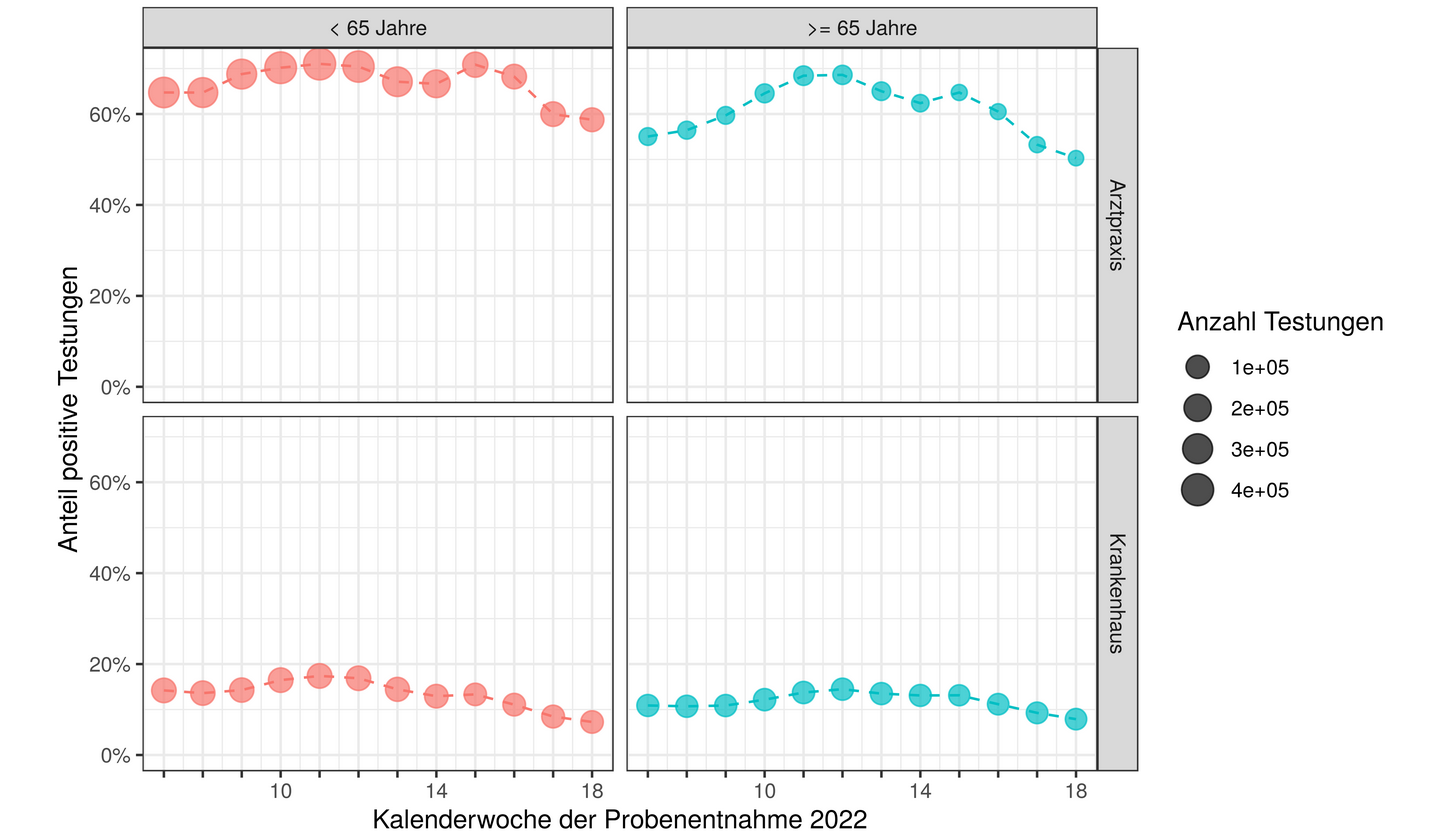 < 65 Jahre
>= 65 Jahre
Anteil positive Testungen
60%
40%
20%
0%
Arztpraxis
60%
40%
20%
0%
Krankenhaus
10
14
18
10
14
18
Kalenderwoche der Probenentnahme 2022
Anzahl Testungen
1e+05
2e+05
3e+05
4e+05